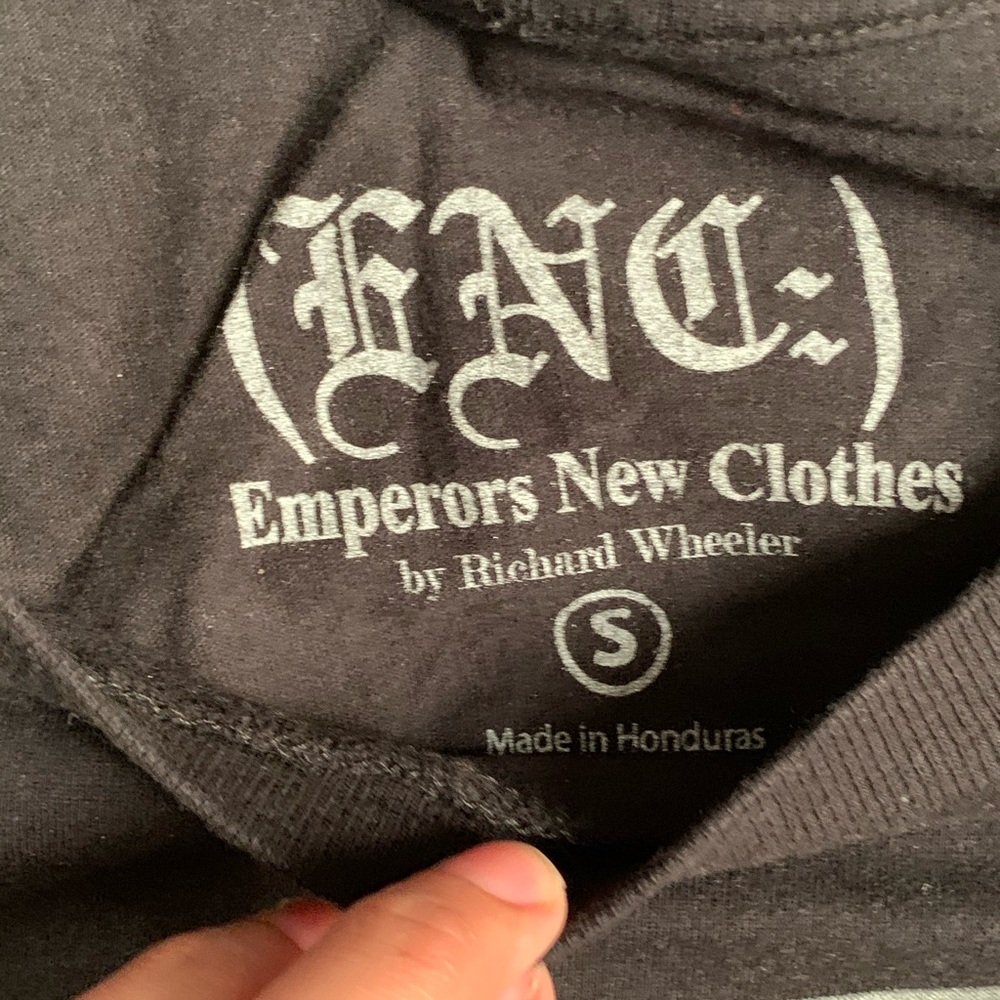 (ENC:)
Emperors New Clothes
by Richard Wheeler
S
Made in Honduras